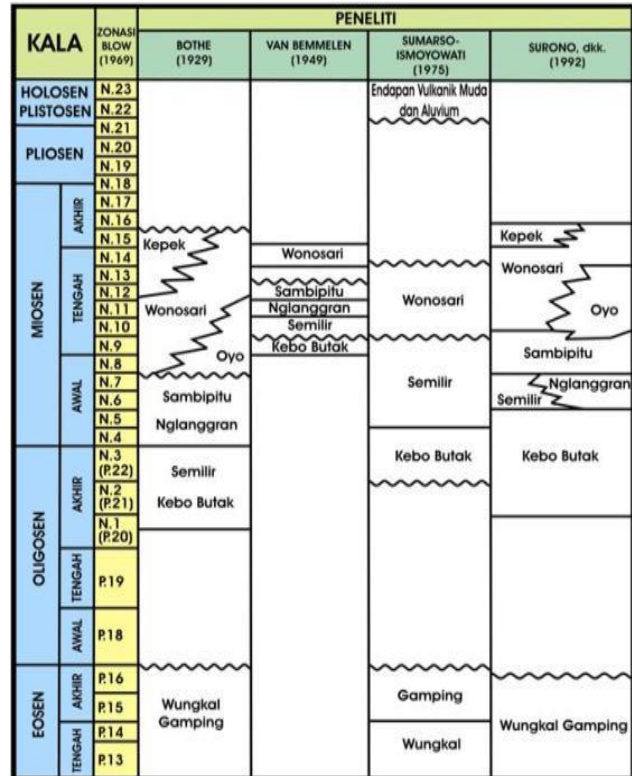 KALA
ZONASI
BLOW
(1969)
PENELITI
BOTHE
(1929)
VAN BEMMELEN
(1949)
SUMARSO-
ISMOYOWATI
(1975)
SURONO, dkk.
(1992)
HOLOSEN
PLISTOSEN
PLIOSEN
MIOSEN
AKHIR
TENGAH
AWAL
OLIGOSEN
AKHIR
TENGAH
AWAL
EOSEN
AKHIR
TENGAH
N.23
N.22
N.21
N.20
N.19
N.18
N.17
N.16
N.15
N.14
N.13
N.12
N.11
N.10
N.9
N.8
N.7
N.6
N.5
N.4
N.3
(P.22)
N.2
(P.21)
N.1
(P.20)
P.19
P.18
P.16
P.15
P.14
P.13
Kepek
Wonosari
Oyo
Sambipitu
Nglanggran
Semilir
Kebo Butak
Wungkal
Gamping
Wonosari
Sambipitu
Nglanggran
Semilir
Kebo Butak
Endapan Vulkanik Muda
dan Aluvium
Wonosari
Semilir
Kebo Butak
Gamping
Wungkal
Kepek
Wonosari
Oyo
Sambipitu
Nglanggran
Semilir
Kebo Butak
Wungkal Gamping